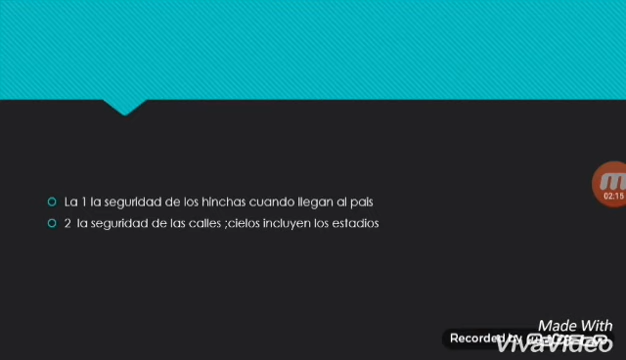 La 1 la seguridad de los hinchas cuando llegan al pais
2 la seguridad de las calles ;cielos incluyen los estadios
02:15
Made With
Recorded by
VivaVideo